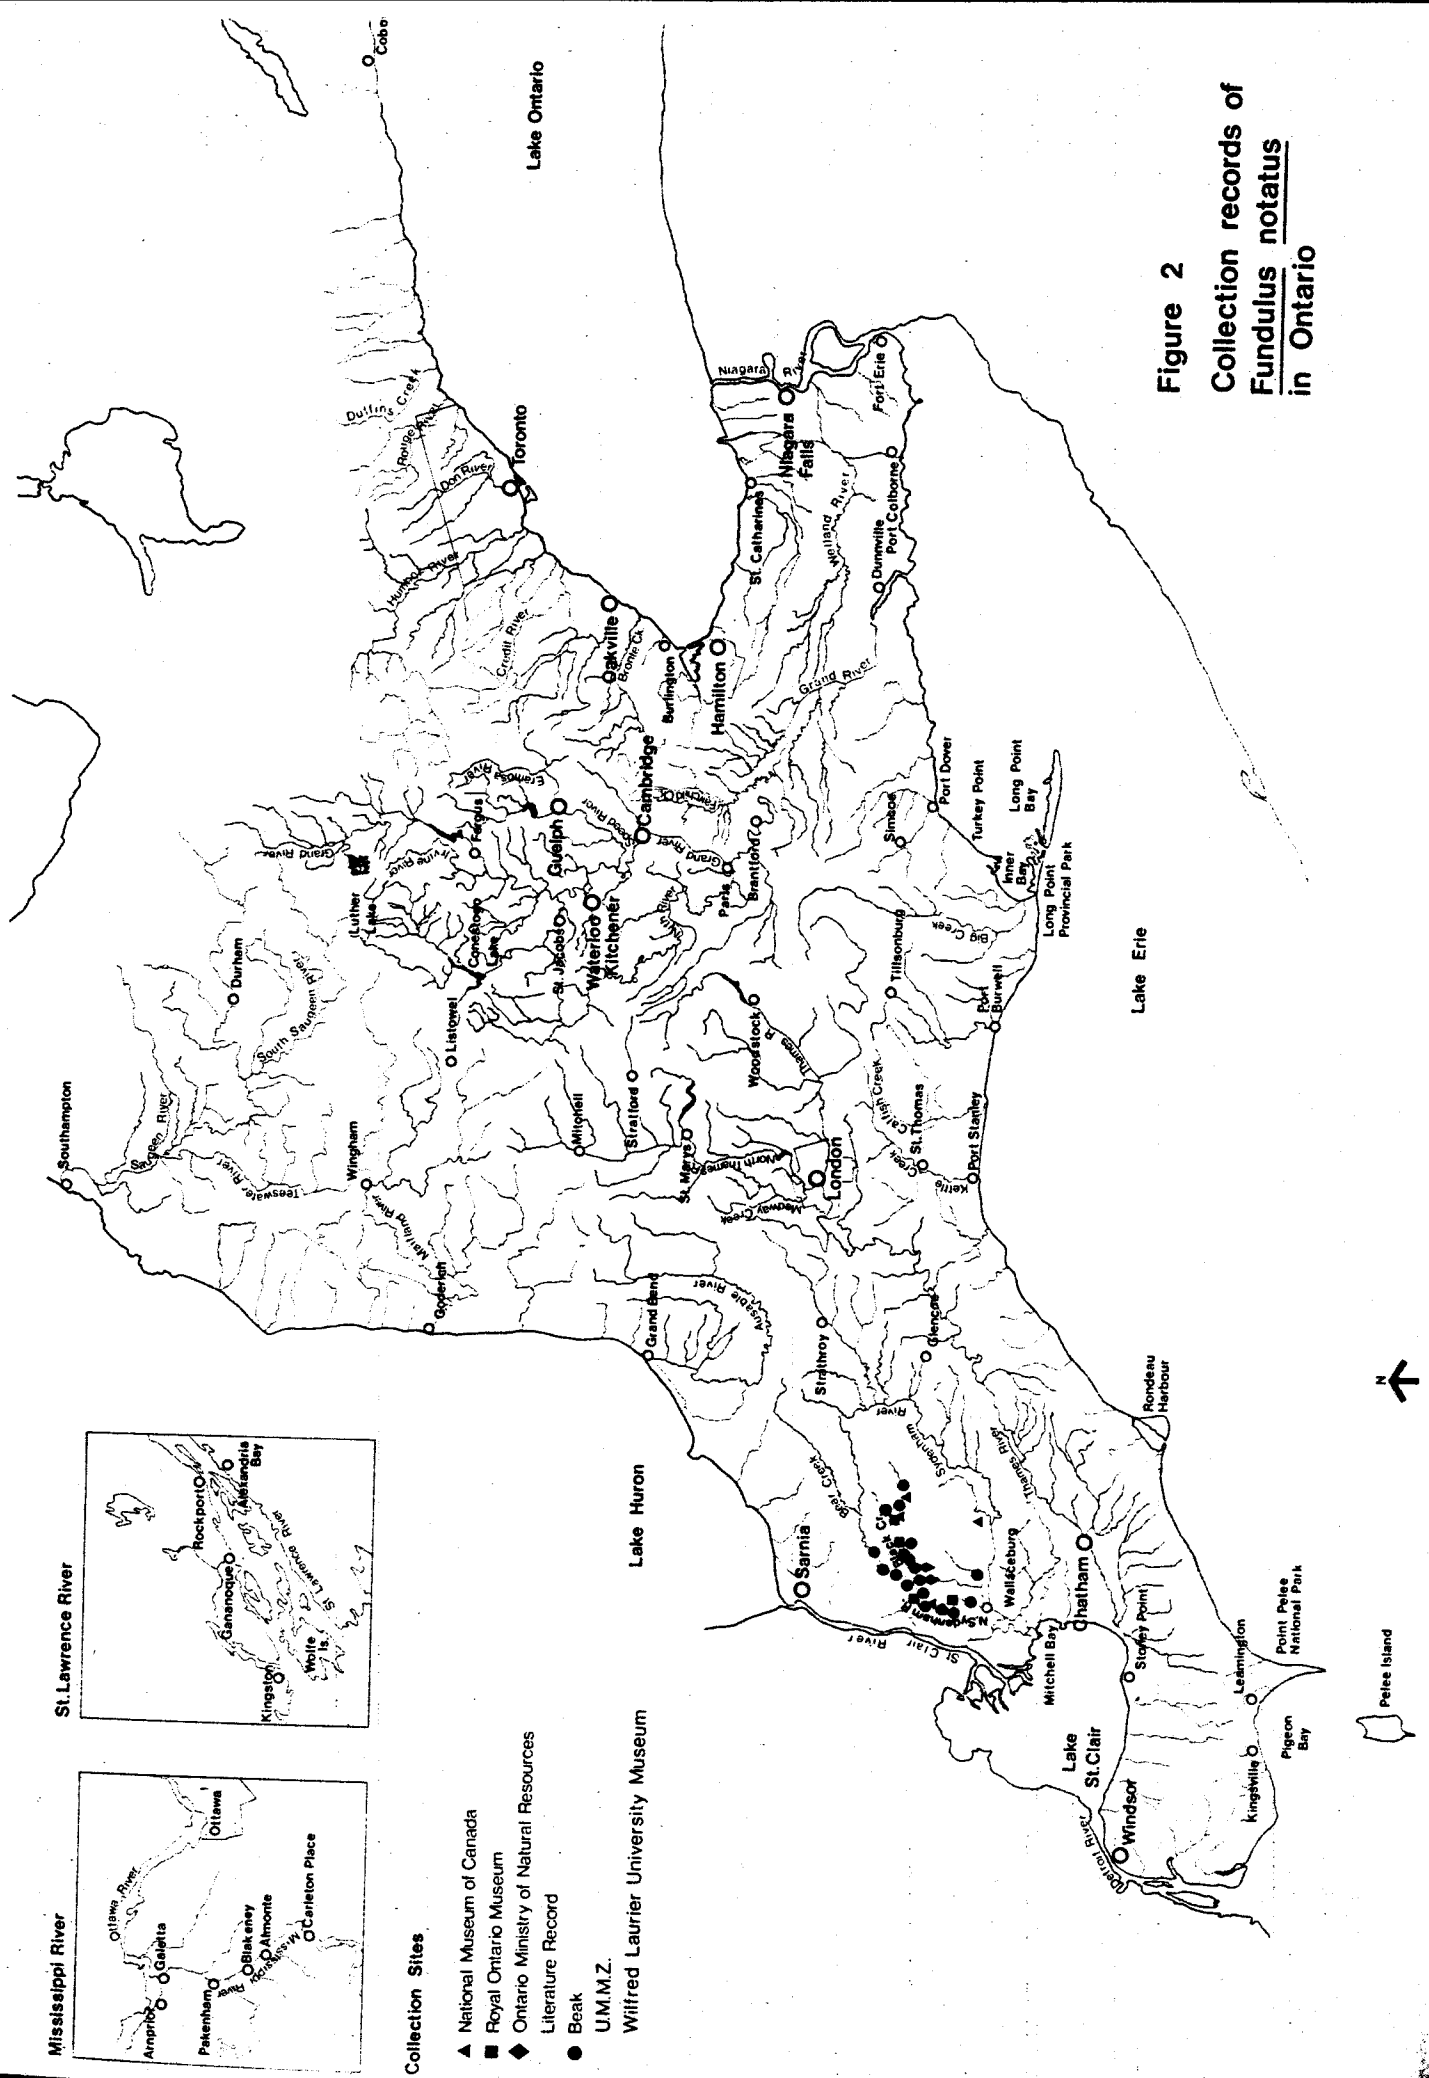 Mississippi River
Ottawa River
Ottawa
Arnprior
Galetta
Pakenham
Blakeney
Almonte
Mississippi
River
Carleton Place
St. Lawrence River
Rockport
Alexandria
Bay
Gananoque
Kingston
Wolfe
Is.
St. Lawrence
River
Collection Sites
National Museum of Canada
Royal Ontario Museum
Ontario Ministry of Natural Resources
Literature Record
Beak
U.M.M.Z.
Wilfred Laurier University Museum
Southampton
Saugeen River
Teeswater River
Durham
South Saugeen River
Wingham
Maitland River
Goderich
Listowel
Grand River
Luther
Lake
Irvine River
Fergus
Eramosa
River
Conestogo
Lake
Guelph
Speed River
St. Jacobs
Waterloo
Kitchener
Cambridge
Nith River
Grand River
Fairchild Ck
Paris
Brantford
Mitchell
Stratford
St. Marys
North Thames
R.
Woodstock
Thames
R.
Medway Creek
London
Grand Bend
Ausable River
Strathroy
Glencoe
Lake Huron
Sarnia
Bear Creek
Black Ck
Sydenham
River
N. Sydenham R.
Wallaceburg
Thames River
St. Clair
River
Chatham
Mitchell Bay
Stoney Point
Lake
St. Clair
Detroit River
Windsor
Kingsville
Leamington
Pigeon
Bay
Point Pelee
National Park
Pelee Island
Rondeau
Harbour
N
Kettle
Creek
St. Thomas
Catfish Creek
Port Stanley
Tillsonburg
Port
Burwell
Big Creek
Simcoe
Port Dover
Turkey Point
Long Point
Bay
Inner
Bay
Long Point
Provincial Park
Lake Erie
Humber River
Don River
Rouge River
Duffins Creek
Toronto
Credit River
Oakville
Bronte Ck
Burlington
Hamilton
Grand River
St. Catharines
Niagara
River
Niagara
Falls
Welland River
Fort Erie
Port Colborne
Dunnville
Lake Ontario
Cobo
Figure 2
Collection records of
Fundulus notatus
in Ontario